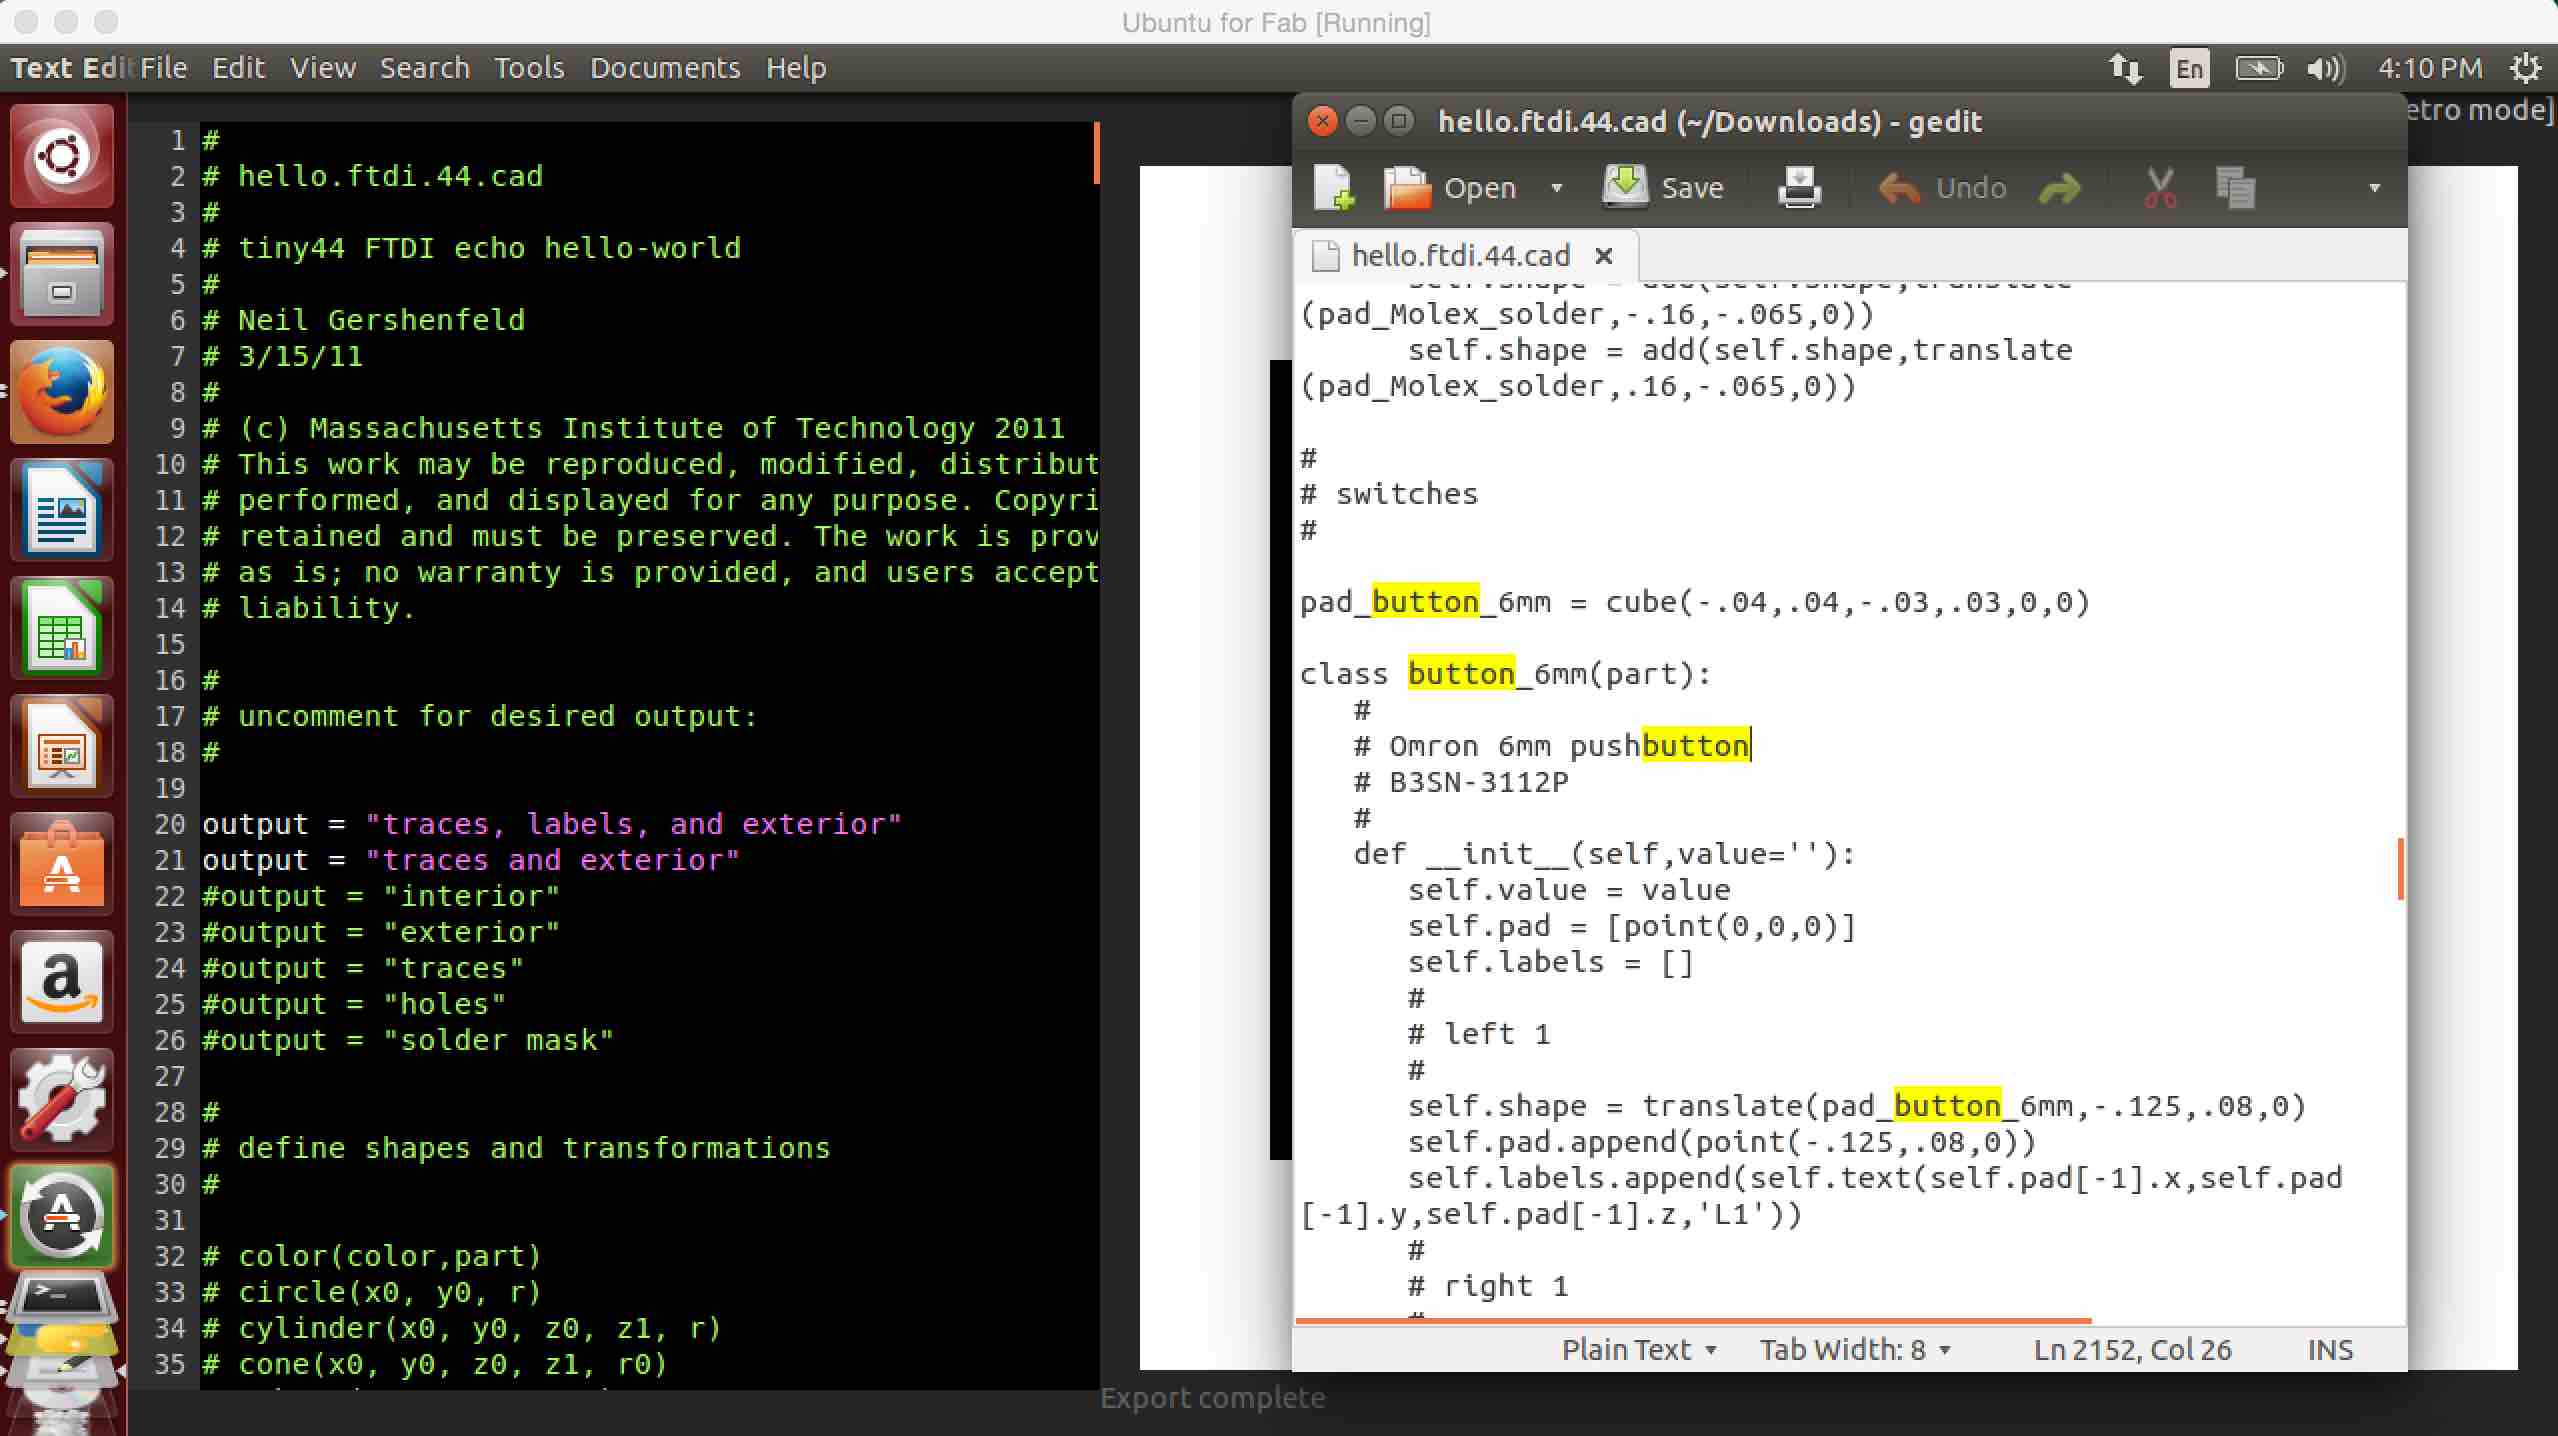 Ubuntu for Fab [Running]
Text Edit File Edit View Search Tools Documents Help
En
4:10 PM
etro mode]
1 #
2 # hello.ftdi.44.cad
3 #
4 # tiny44 FTDI echo hello-world
5 #
6 # Neil Gershenfeld
7 # 3/15/11
8 #
9 # (c) Massachusetts Institute of Technology 2011
10 # This work may be reproduced, modified, distribut
11 # performed, and displayed for any purpose. Copyri
12 # retained and must be preserved. The work is prov
13 # as is; no warranty is provided, and users accept
14 # liability.
15
16 #
17 # uncomment for desired output:
18 #
19
20 output = "traces, labels, and exterior"
21 output = "traces and exterior"
22 #output = "interior"
23 #output = "exterior"
24 #output = "traces"
25 #output = "holes"
26 #output = "solder mask"
27
28 #
29 # define shapes and transformations
30 #
31
32 # color(color,part)
33 # circle(x0, y0, r)
34 # cylinder(x0, y0, z0, z1, r)
35 # cone(x0, y0, z0, z1, r0)
Export complete
hello.ftdi.44.cad (~/Downloads) - gedit
Open Save Undo
hello.ftdi.44.cad
self.shape = add(self.shape,translate
(pad_Molex_solder,-.16,-.065,0))
self.shape = add(self.shape,translate
(pad_Molex_solder,.16,-.065,0))
#
# switches
#
pad_button_6mm = cube(-.04,.04,-.03,.03,0,0)
class button_6mm(part):
#
# Omron 6mm pushbutton
# B3SN-3112P
#
def __init__(self,value=''):
self.value = value
self.pad = [point(0,0,0)]
self.labels = []
#
# left 1
#
self.shape = translate(pad_button_6mm,-.125,.08,0)
self.pad.append(point(-.125,.08,0))
self.labels.append(self.text(self.pad[-1].x,self.pad
[-1].y,self.pad[-1].z,'L1'))
#
# right 1
#
Plain Text Tab Width: 8 Ln 2152, Col 26 INS